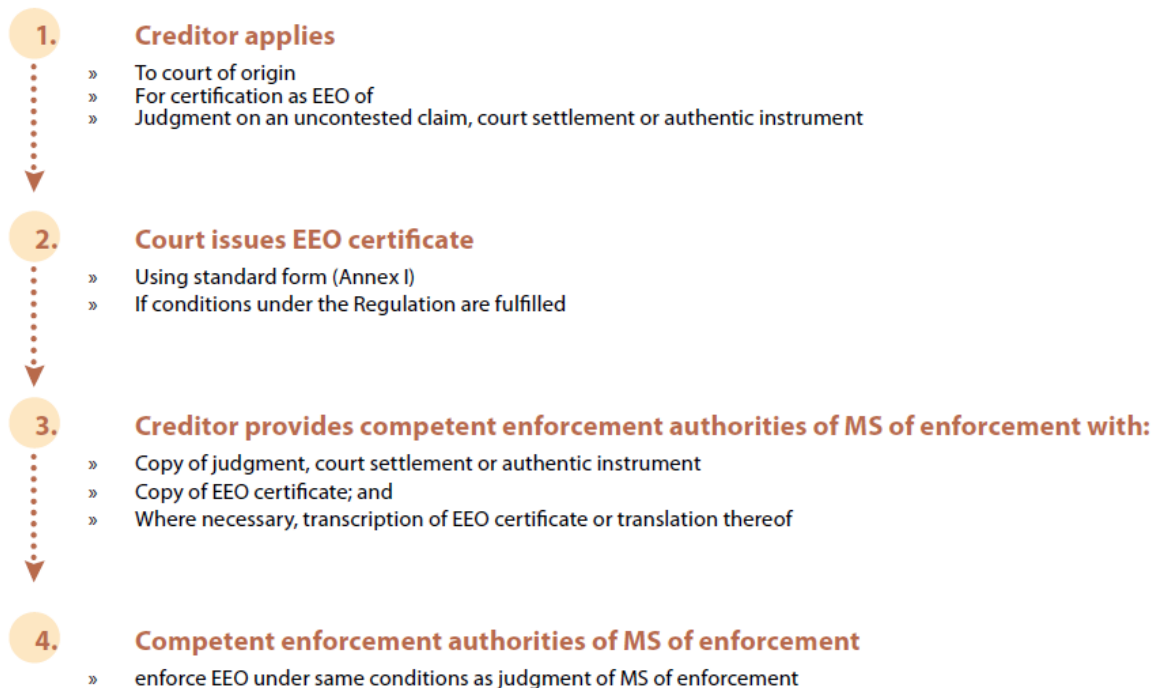 1. Creditor applies
» To court of origin
» For certification as EEO of
» Judgment on an uncontested claim, court settlement or authentic instrument
2. Court issues EEO certificate
» Using standard form (Annex I)
» If conditions under the Regulation are fulfilled
3. Creditor provides competent enforcement authorities of MS of enforcement with:
» Copy of judgment, court settlement or authentic instrument
» Copy of EEO certificate; and
» Where necessary, transcription of EEO certificate or translation thereof
4. Competent enforcement authorities of MS of enforcement
» enforce EEO under same conditions as judgment of MS of enforcement